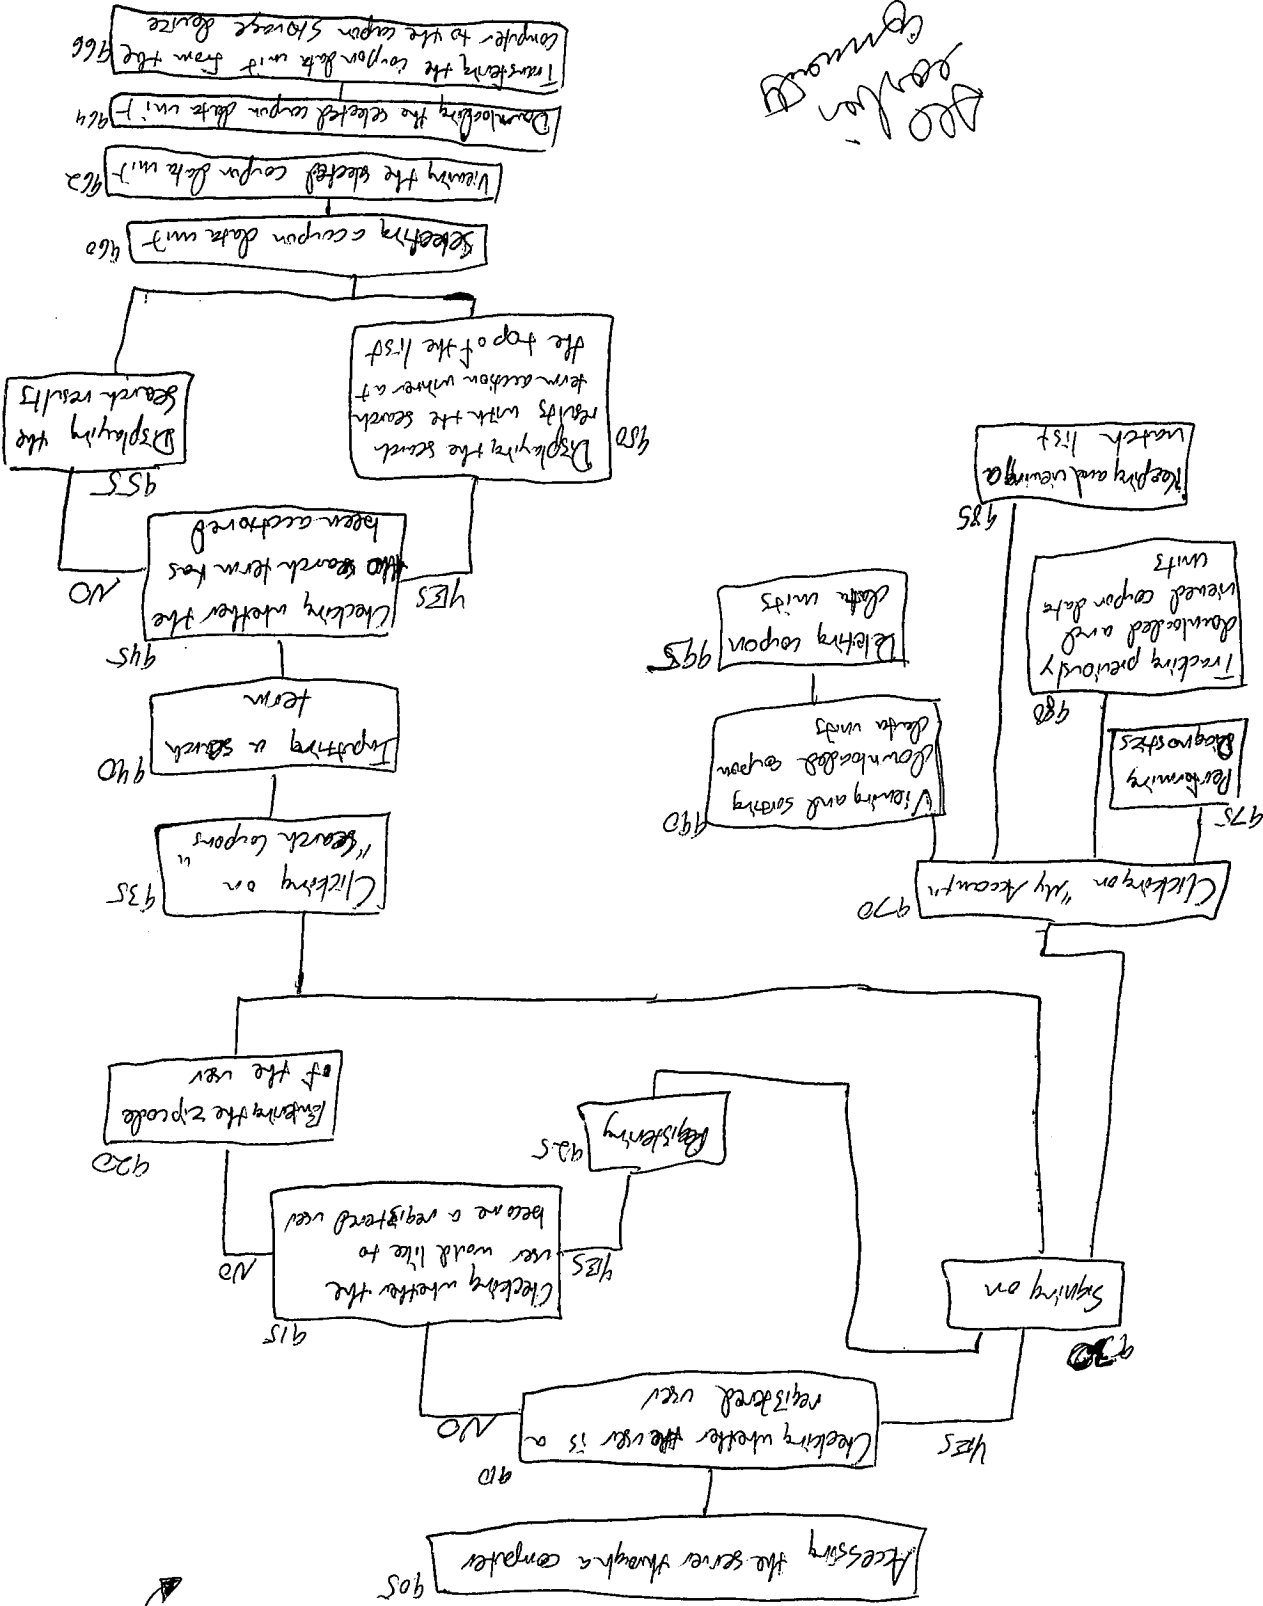 905
Accessing the server through a computer
910
Checking whether the user is a
registered user
YES
NO
930
Signing on
915
Checking whether the
user would like to
become a registered user
YES
NO
925
Registering
920
Entering the zipcode
of the user
970
Clicking on "My Account"
975
Performing
Diagnostics
980
Tracking previously
downloaded and
viewed coupon data
units
985
Keeping and viewing a
watch list
990
Viewing and sorting
downloaded coupon
data units
995
Deleting coupon
data units
935
Clicking on
"Search Coupons"
940
Inputting a search
term
945
Checking whether the
search term has
been auctioned
YES
NO
950
Displaying the search
results with the search
term auction winner at
the top of the list
955
Displaying the
search results
460
Selecting a coupon data unit
962
Viewing the selected coupon data unit
964
Downloading the selected coupon data unit
966
Transfering the coupon data unit from the
computer to the coupon storage device